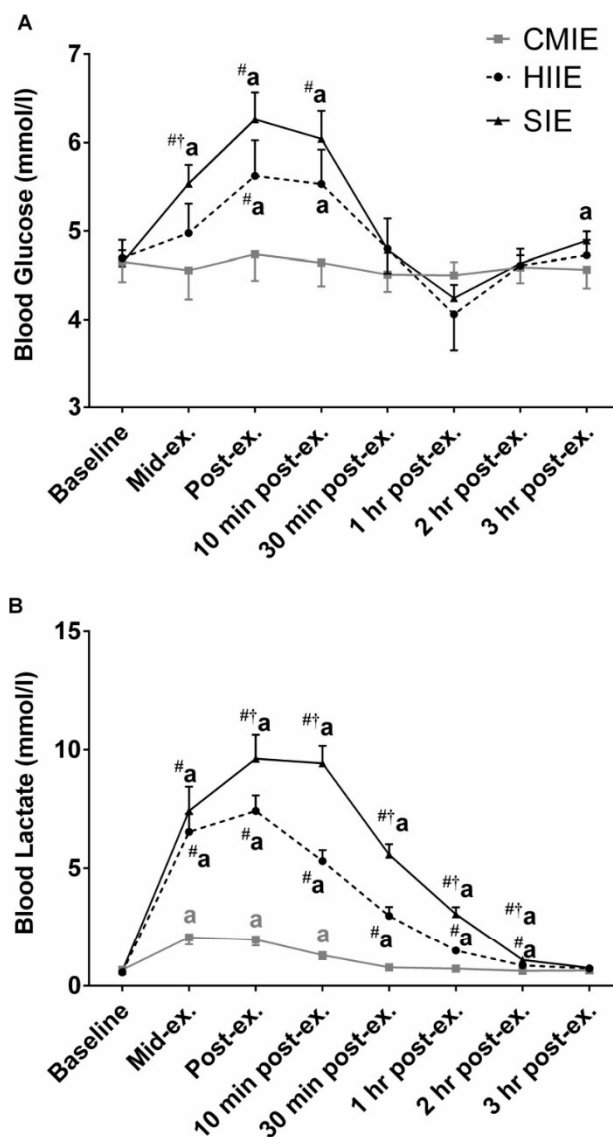 A
CMIE
HIIE
SIE
Blood Glucose (mmol/l)
7
6
5
4
3
#†a
#a
#a
#a
a
a
Baseline
Mid-ex.
Post-ex.
10 min post-ex.
30 min post-ex.
1 hr post-ex.
2 hr post-ex.
3 hr post-ex.
B
Blood Lactate (mmol/l)
15
10
5
0
#a
#†a
#†a
#†a
#†a
#†a
#a
#a
#a
#a
#a
#a
a
a
a
Baseline
Mid-ex.
Post-ex.
10 min post-ex.
30 min post-ex.
1 hr post-ex.
2 hr post-ex.
3 hr post-ex.